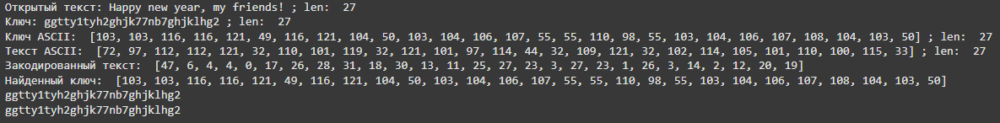 Открытый текст: Happy new year, my friends! ; len:  27
Ключ: ggtty1tyh2ghjk77nb7ghjklhg2 ; len:  27
Ключ ASCII:  [103, 103, 116, 116, 121, 49, 116, 121, 104, 50, 103, 104, 106, 107, 55, 55, 110, 98, 55, 103, 104, 106, 107, 108, 104, 103, 50] ; len:  27
Текст ASCII:  [72, 97, 112, 112, 121, 32, 110, 101, 119, 32, 121, 101, 97, 114, 44, 32, 109, 121, 32, 102, 114, 105, 101, 110, 100, 115, 33] ; len:  27
Закодированный текст:  [47, 6, 4, 4, 0, 17, 26, 28, 31, 18, 30, 13, 11, 25, 27, 23, 3, 27, 23, 1, 26, 3, 14, 2, 12, 20, 19]
Найденный ключ:  [103, 103, 116, 116, 121, 49, 116, 121, 104, 50, 103, 104, 106, 107, 55, 55, 110, 98, 55, 103, 104, 106, 107, 108, 104, 103, 50]
ggtty1tyh2ghjk77nb7ghjklhg2
ggtty1tyh2ghjk77nb7ghjklhg2